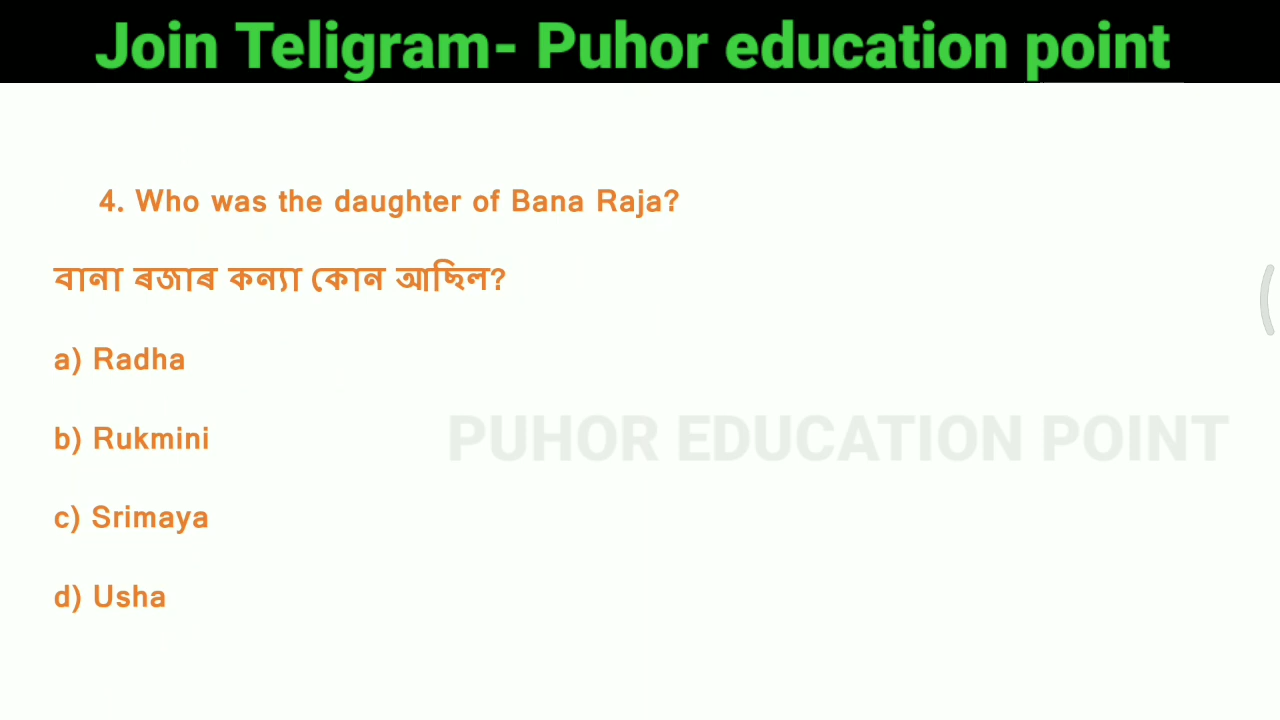 Join Teligram- Puhor education point
4. Who was the daughter of Bana Raja?
বানা ৰজাৰ কন্যা কোন আছিল?
a) Radha
b) Rukmini
PUHOR EDUCATION POINT
c) Srimaya
d) Usha